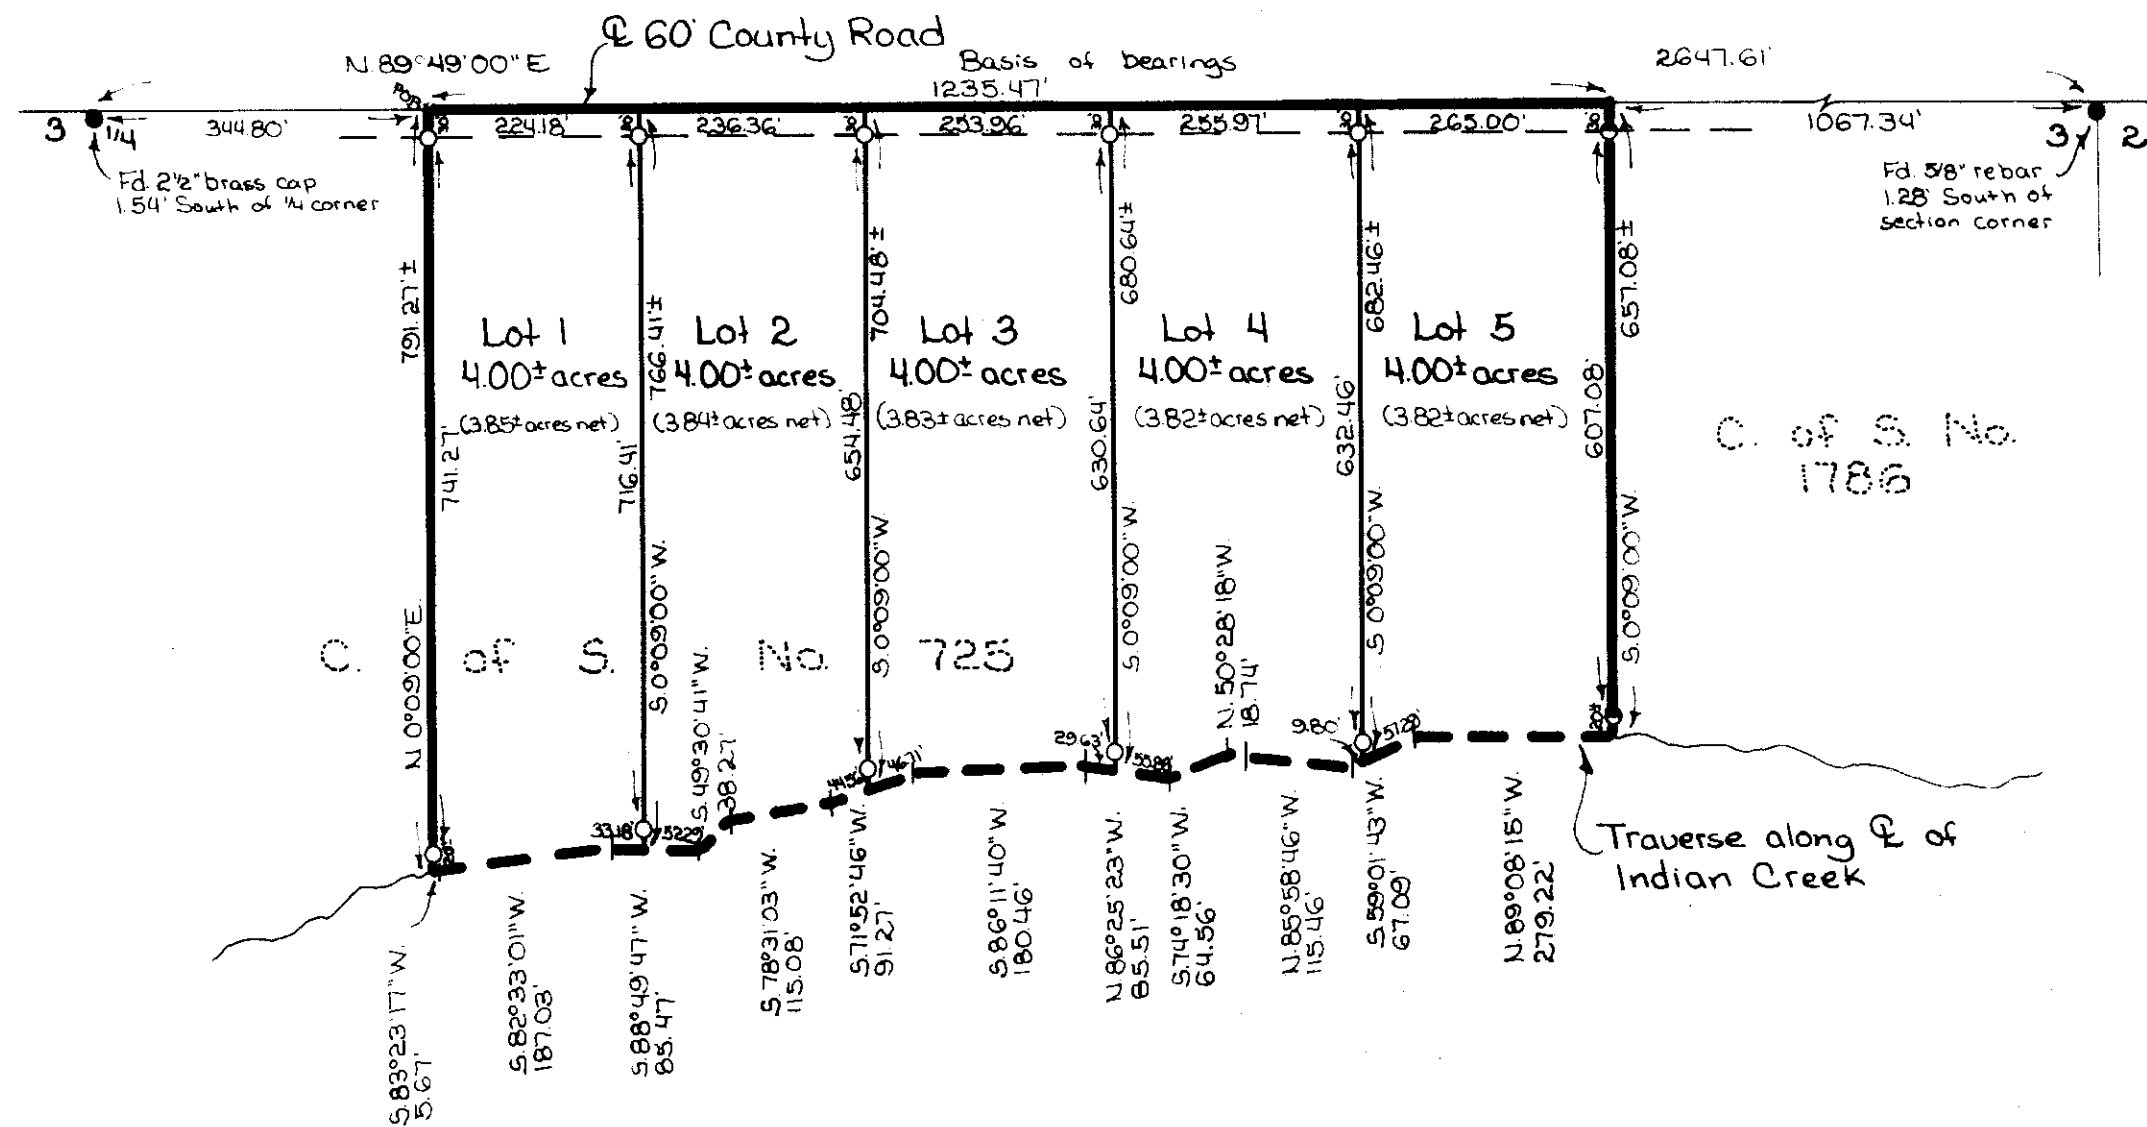 ℄ 60' County Road
N. 89°49'00" E
Basis of bearings
1235.47'
2647.61'
POB
3
1/4
344.80'
224.18'
236.36'
253.96'
255.97'
265.00'
1067.34'
3
2
Fd. 2½" brass cap
1.54' South of ¼ corner
Fd. 5/8" rebar
1.28' South of
section corner
791.27'±
741.27'
N 0°09'00" E
Lot 1
4.00± acres
(3.85± acres net)
766.41'±
716.41'
S. 0°09'00" W.
Lot 2
4.00± acres
(3.84± acres net)
704.48'±
654.48'
S. 0°09'00" W
Lot 3
4.00± acres
(3.83± acres net)
680.64'±
630.64'
S. 0°09'00" W.
Lot 4
4.00± acres
(3.82± acres net)
682.46'±
632.46'
S 0°09'00" W
Lot 5
4.00± acres
(3.82± acres net)
657.08'±
607.08'
S. 0°09'00" W.
C. of S. No.
1786
C. of S. No. 725
S. 49°30'41" W.
38.27'
N. 50°28'18" W.
18.74'
33.18'
52.29'
44.56'
46.71'
29.63'
55.88'
9.80'
57.29'
20'±
S. 83°23'17" W.
5.67'
S. 82°33'01" W.
187.03'
S. 88°49'47" W.
85.47'
S. 78°31'03" W.
115.08'
S. 71°52'46" W.
91.27'
S. 86°11'40" W.
180.46'
N. 86°25'23" W.
85.51'
S. 74°18'30" W.
64.56'
N. 85°58'46" W.
115.46'
S 59°01'43" W.
67.09'
N. 89°08'15" W.
279.22'
Traverse along ℄ of
Indian Creek